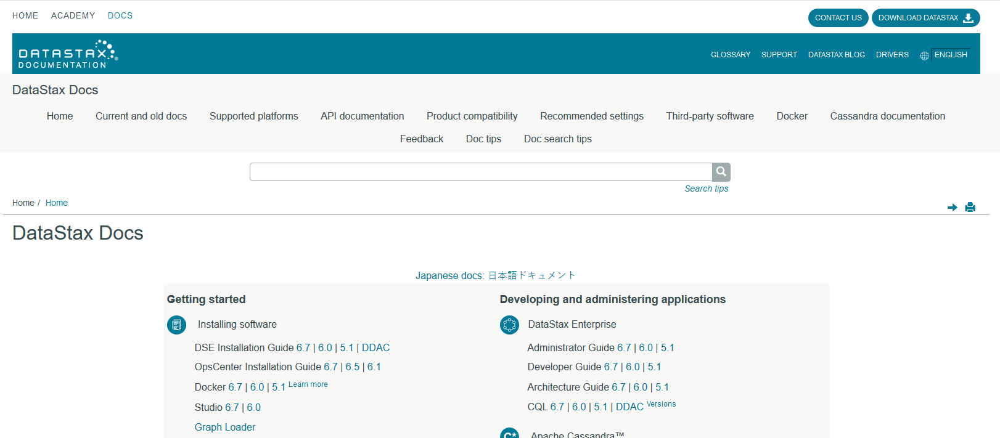 HOME ACADEMY DOCS
CONTACT US DOWNLOAD DATASTAX
DATASTAX®
DOCUMENTATION
GLOSSARY SUPPORT DATASTAX BLOG DRIVERS ENGLISH
DataStax Docs
Home Current and old docs Supported platforms API documentation Product compatibility Recommended settings Third-party software Docker Cassandra documentation
Feedback Doc tips Doc search tips
Search tips
Home / Home
DataStax Docs
Japanese docs: 日本語ドキュメント
Getting started
Installing software
DSE Installation Guide 6.7 | 6.0 | 5.1 | DDAC
OpsCenter Installation Guide 6.7 | 6.5 | 6.1
Docker 6.7 | 6.0 | 5.1 Learn more
Studio 6.7 | 6.0
Graph Loader
Developing and administering applications
DataStax Enterprise
Administrator Guide 6.7 | 6.0 | 5.1
Developer Guide 6.7 | 6.0 | 5.1
Architecture Guide 6.7 | 6.0 | 5.1
CQL 6.7 | 6.0 | 5.1 | DDAC Versions
C* Apache Cassandra™